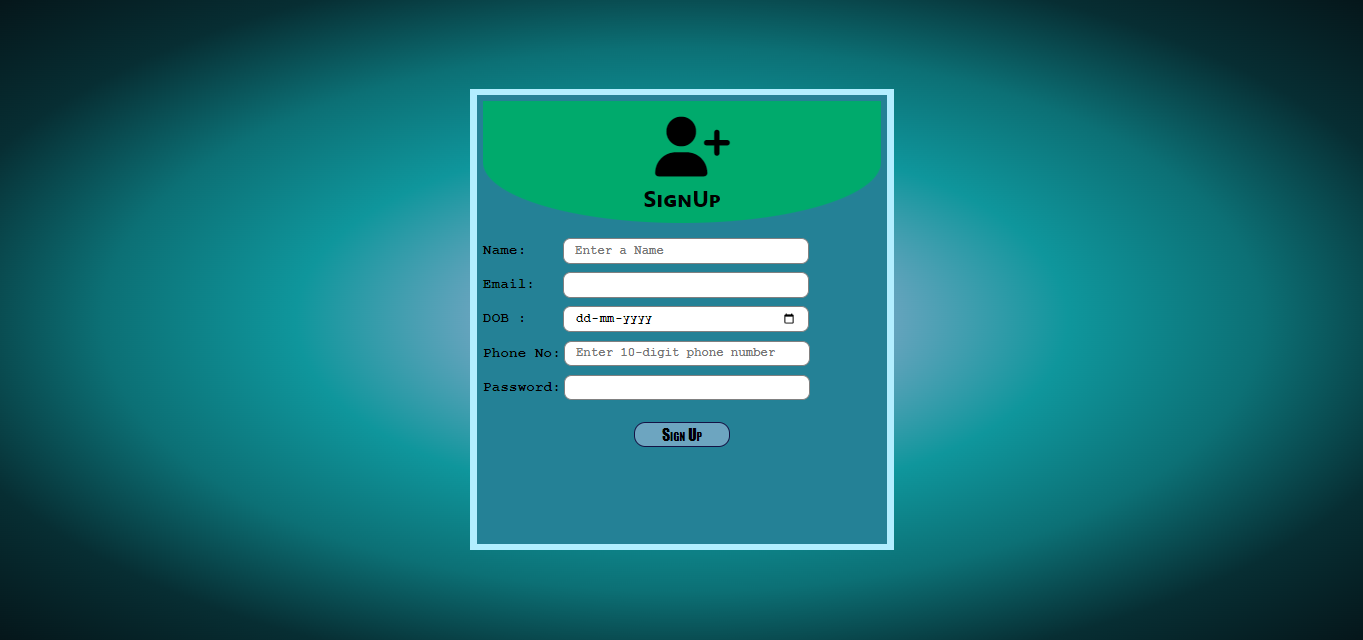 SignUp
Name: Enter a Name
Email:
DOB : dd-mm-yyyy
Phone No: Enter 10-digit phone number
Password:
Sign Up